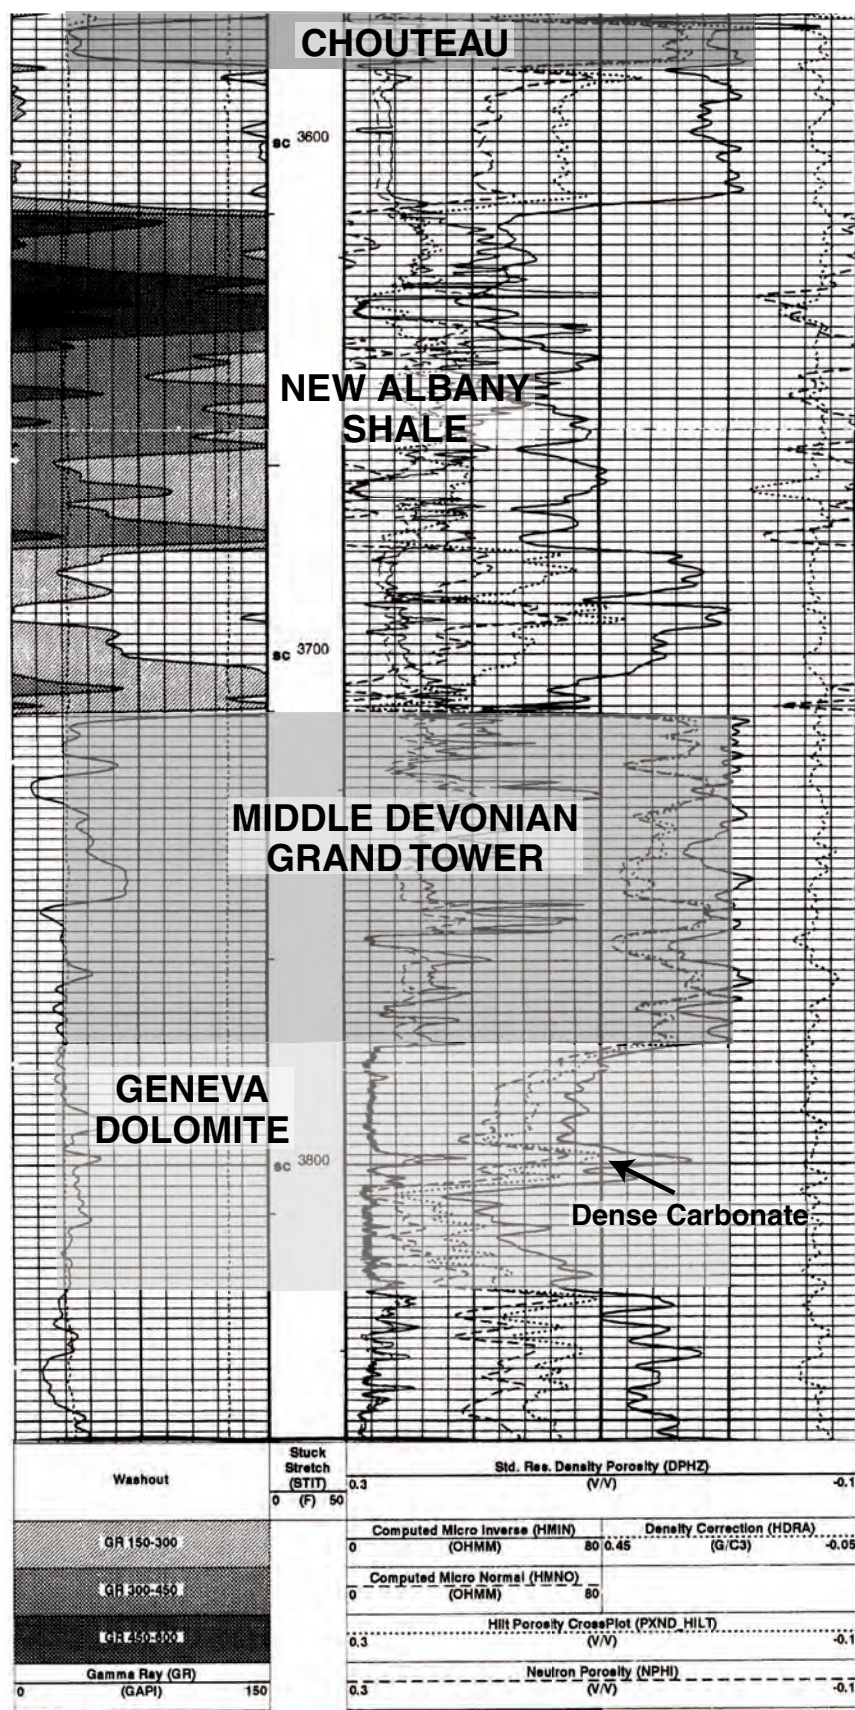 CHOUTEAU
SC 3600
NEW ALBANY
SHALE
SC 3700
MIDDLE DEVONIAN
GRAND TOWER
GENEVA
DOLOMITE
SC 3800
Dense Carbonate
Washout
Stuck
Stretch
(STIT)
0 (F) 50
Std. Res. Density Porosity (DPHZ)
0.3 (V/V) -0.1
GR 150-300
Computed Micro Inverse (HMIN)
0 (OHMM) 80
Density Correction (HDRA)
0.45 (G/C3) -0.05
GR 300-450
Computed Micro Normal (HMNO)
0 (OHMM) 80
GR 450-600
Hilt Porosity CrossPlot (PXND_HILT)
0.3 (V/V) -0.1
Gamma Ray (GR)
0 (GAPI) 150
Neutron Porosity (NPHI)
0.3 (V/V) -0.1